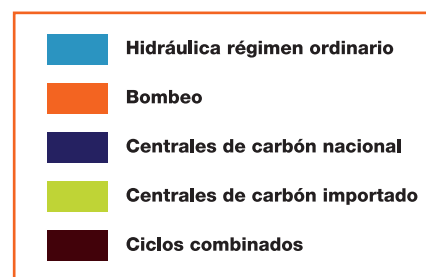 Hidráulica régimen ordinario
Bombeo
Centrales de carbón nacional
Centrales de carbón importado
Ciclos combinados